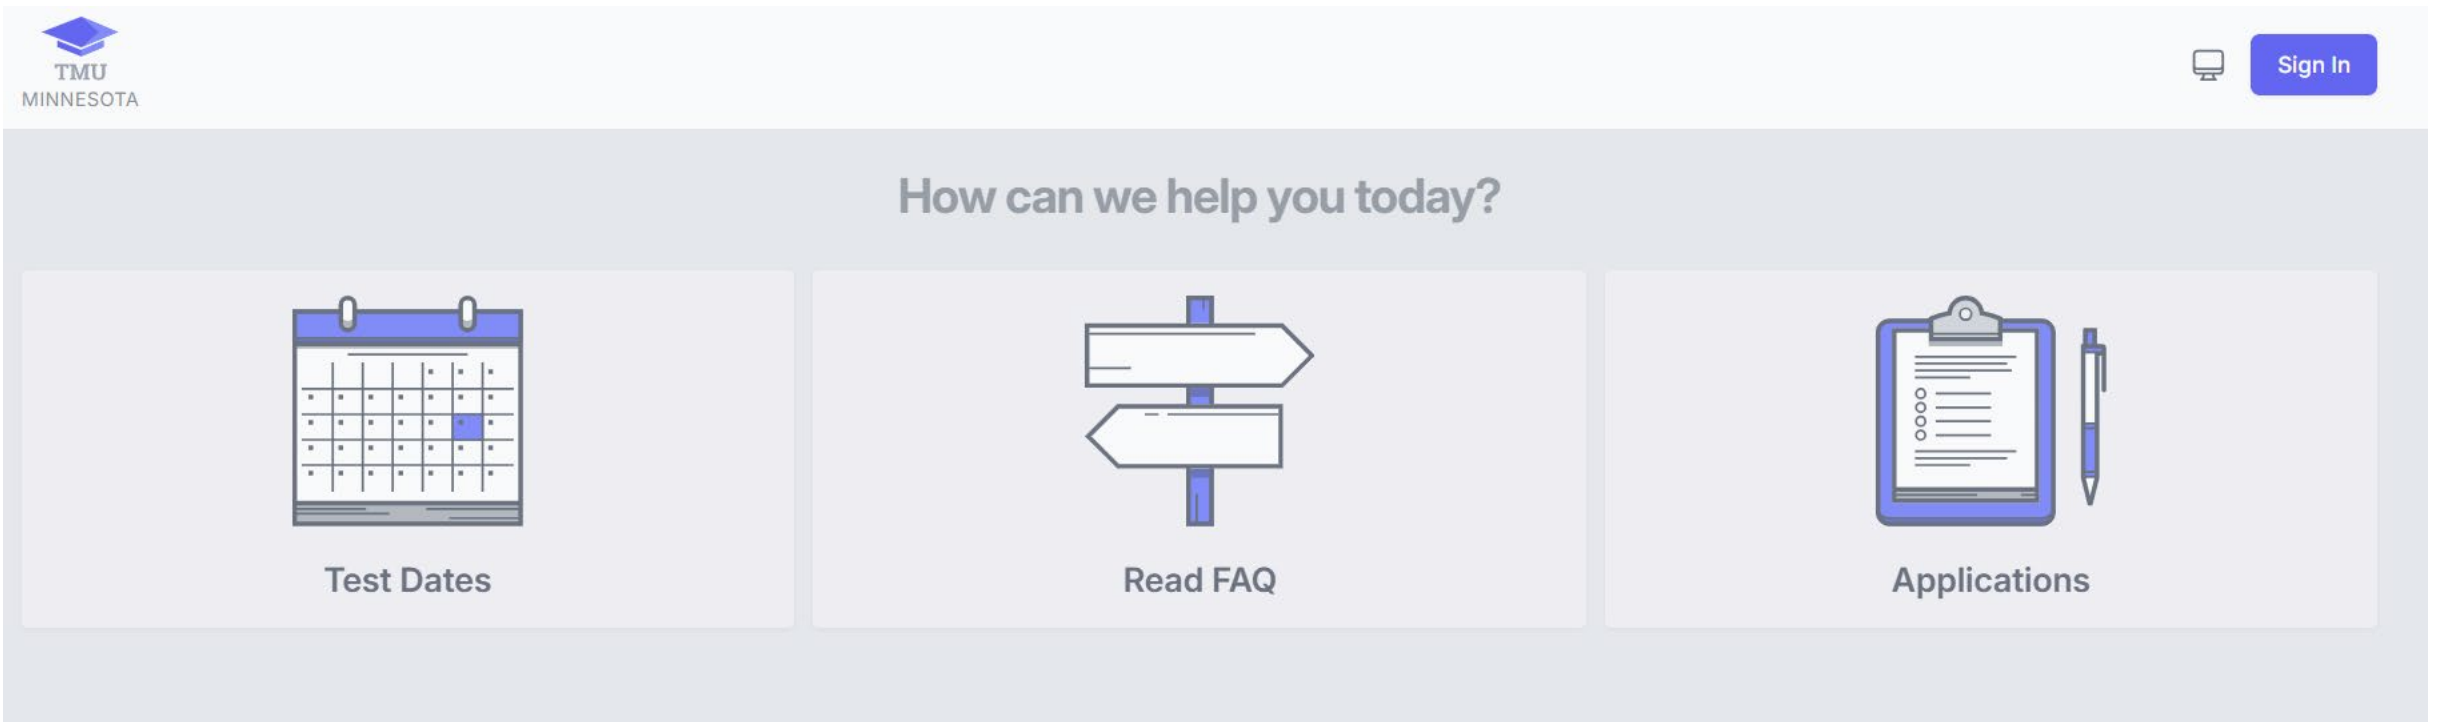 TMU
MINNESOTA
Sign In
How can we help you today?
Test Dates
Read FAQ
Applications